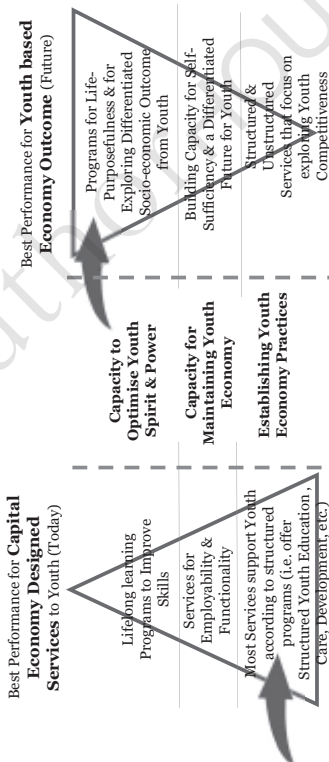 Best Performance for Capital
Economy Designed
Services to Youth (Today)
Lifelong learning
Programs to Improve
Skills
Services for
Employability &
Functionality
Most Services support Youth
according to structured
programs (i.e. offer
Structured Youth Education ,
Care, Development, etc.)
Capacity to
Optimise Youth
Spirit & Power
Capacity for
Maintaining Youth
Economy
Establishing Youth
Economy Practices
Best Performance for Youth based
Economy Outcome (Future)
Programs for Life-
Purposefulness & for
Exploring Differentiated
Socio-economic Outcome
from Youth
Building Capacity for Self-
Sufficiency & a Differentiated
Future for Youth
Structured &
Unstructured
Services that focus on
exploring Youth
Competitiveness